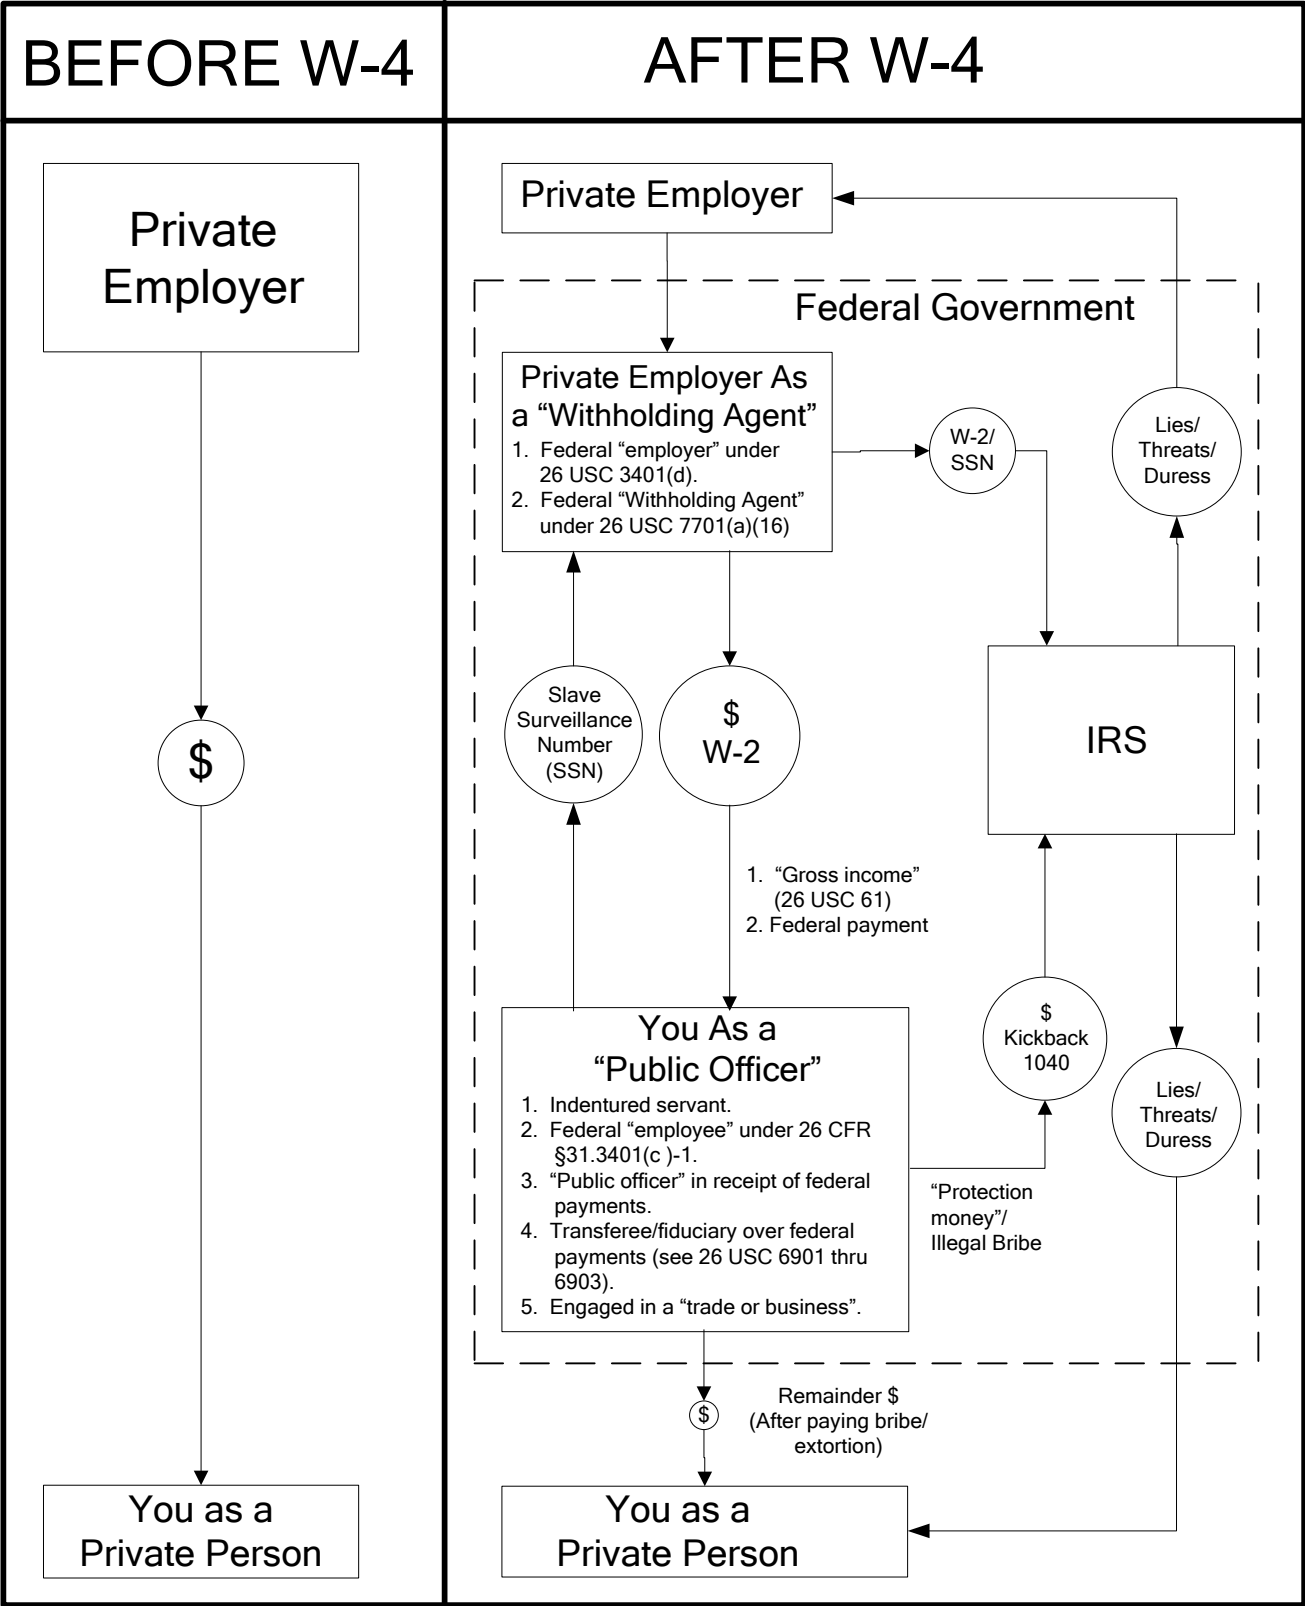 BEFORE W-4
AFTER W-4
Private
Employer
$
You as a
Private Person
Private Employer
Federal Government
Private Employer As
a “Withholding Agent”
1. Federal “employer” under
26 USC 3401(d).
2. Federal “Withholding Agent”
under 26 USC 7701(a)(16)
W-2/
SSN
Lies/
Threats/
Duress
Slave
Surveillance
Number
(SSN)
$
W-2
IRS
1. “Gross income”
(26 USC 61)
2. Federal payment
You As a
“Public Officer”
1. Indentured servant.
2. Federal “employee” under 26 CFR
§31.3401(c )-1.
3. “Public officer” in receipt of federal
payments.
4. Transferee/fiduciary over federal
payments (see 26 USC 6901 thru
6903).
5. Engaged in a “trade or business”.
$
Kickback
1040
Lies/
Threats/
Duress
“Protection
money”/
Illegal Bribe
$
Remainder $
(After paying bribe/
extortion)
You as a
Private Person